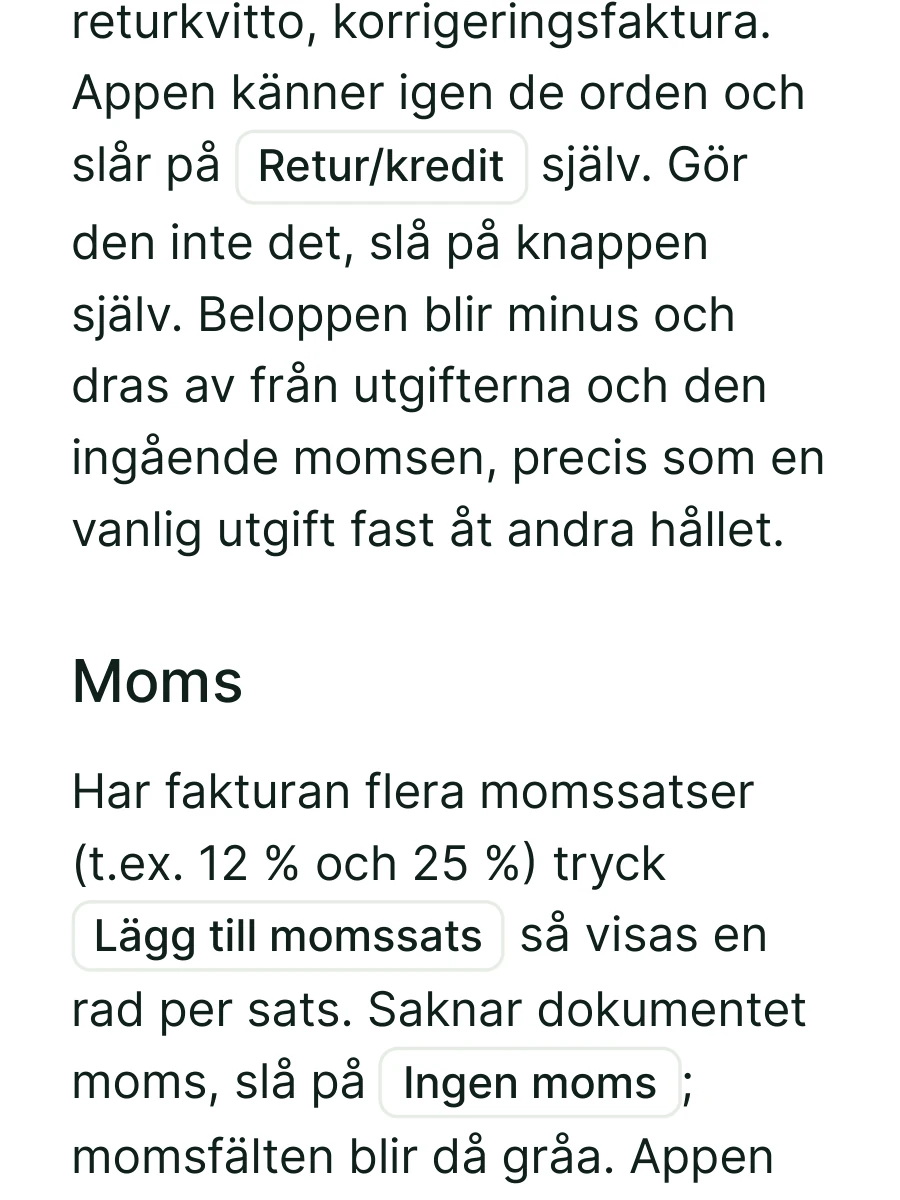 returkvitto, korrigeringsfaktura.
Appen känner igen de orden och
slår på Retur/kredit själv. Gör
den inte det, slå på knappen
själv. Beloppen blir minus och
dras av från utgifterna och den
ingående momsen, precis som en
vanlig utgift fast åt andra hållet.
Moms
Har fakturan flera momssatser
(t.ex. 12 % och 25 %) tryck
Lägg till momssats så visas en
rad per sats. Saknar dokumentet
moms, slå på Ingen moms;
momsfälten blir då gråa. Appen